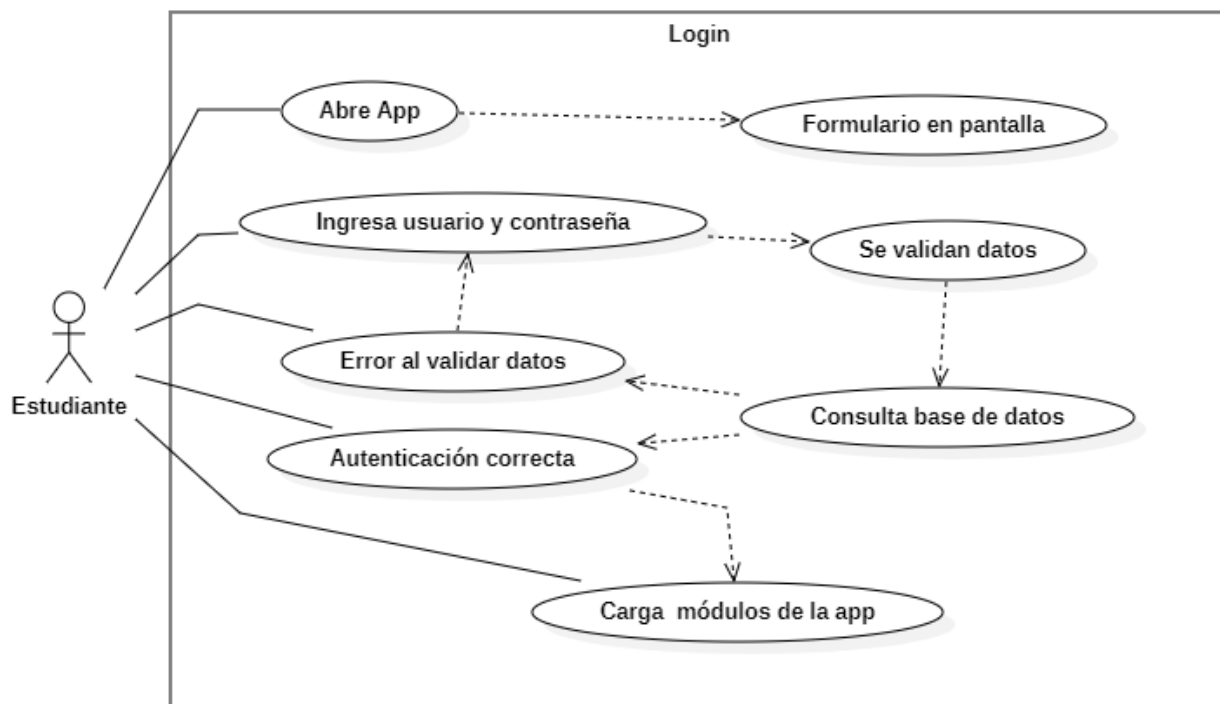 Login
Abre App
Formulario en pantalla
Ingresa usuario y contraseña
Se validan datos
Error al validar datos
Estudiante
Consulta base de datos
Autenticación correcta
Carga  módulos de la app